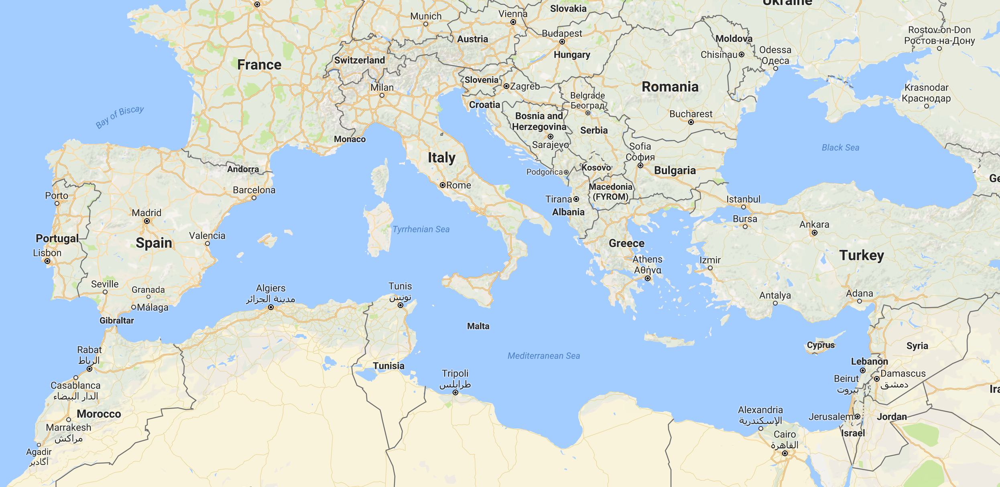 Ukraine
Slovakia
Vienna
Munich
Rostov-on-Don
Ростов-на-Дону
Budapest
Austria
Moldova
Hungary
Chisinau
Odessa
Одеса
France
Switzerland
Slovenia
Zagreb
Milan
Romania
Krasnodar
Краснодар
Belgrade
Београд
Croatia
Bay of Biscay
Bosnia and
Herzegovina
Bucharest
Serbia
Monaco
Sarajevo
Sofia
София
Black Sea
Italy
Andorra
Kosovo
Podgorica
Bulgaria
Rome
Macedonia
(FYROM)
Barcelona
Porto
Tirana
Istanbul
Albania
Madrid
Bursa
Ankara
Tyrrhenian Sea
Valencia
Portugal
Spain
Greece
Lisbon
Athens
Αθήνα
Izmir
Turkey
Seville
Granada
Algiers
مدينة الجزائر
Tunis
تونس
Antalya
Adana
Málaga
Gibraltar
Malta
Cyprus
Syria
Rabat
الرباط
Mediterranean Sea
Lebanon
Tunisia
Tripoli
طرابلس
Beirut
بيروت
Damascus
دمشق
Casablanca
الدار البيضاء
Morocco
Alexandria
الإسكندرية
Jerusalem
Jordan
Marrakesh
مراكش
Israel
Cairo
القاهرة
Agadir
أگادير